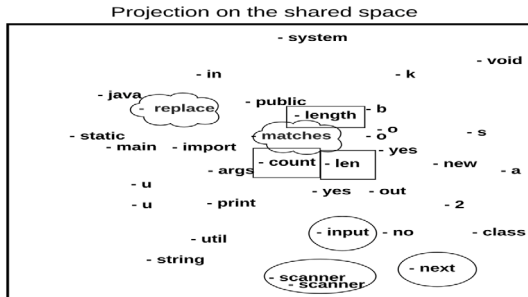 Projection on the shared space
- system
- void
- in
- k
- java
- replace
- public
- length
- b
- static
- matches
- o
- o
- s
- main
- import
- yes
- args
- count
- len
- new
- a
- u
- yes
- out
- u
- print
- 2
- util
- input
- no
- class
- string
- scanner
- scanner
- next